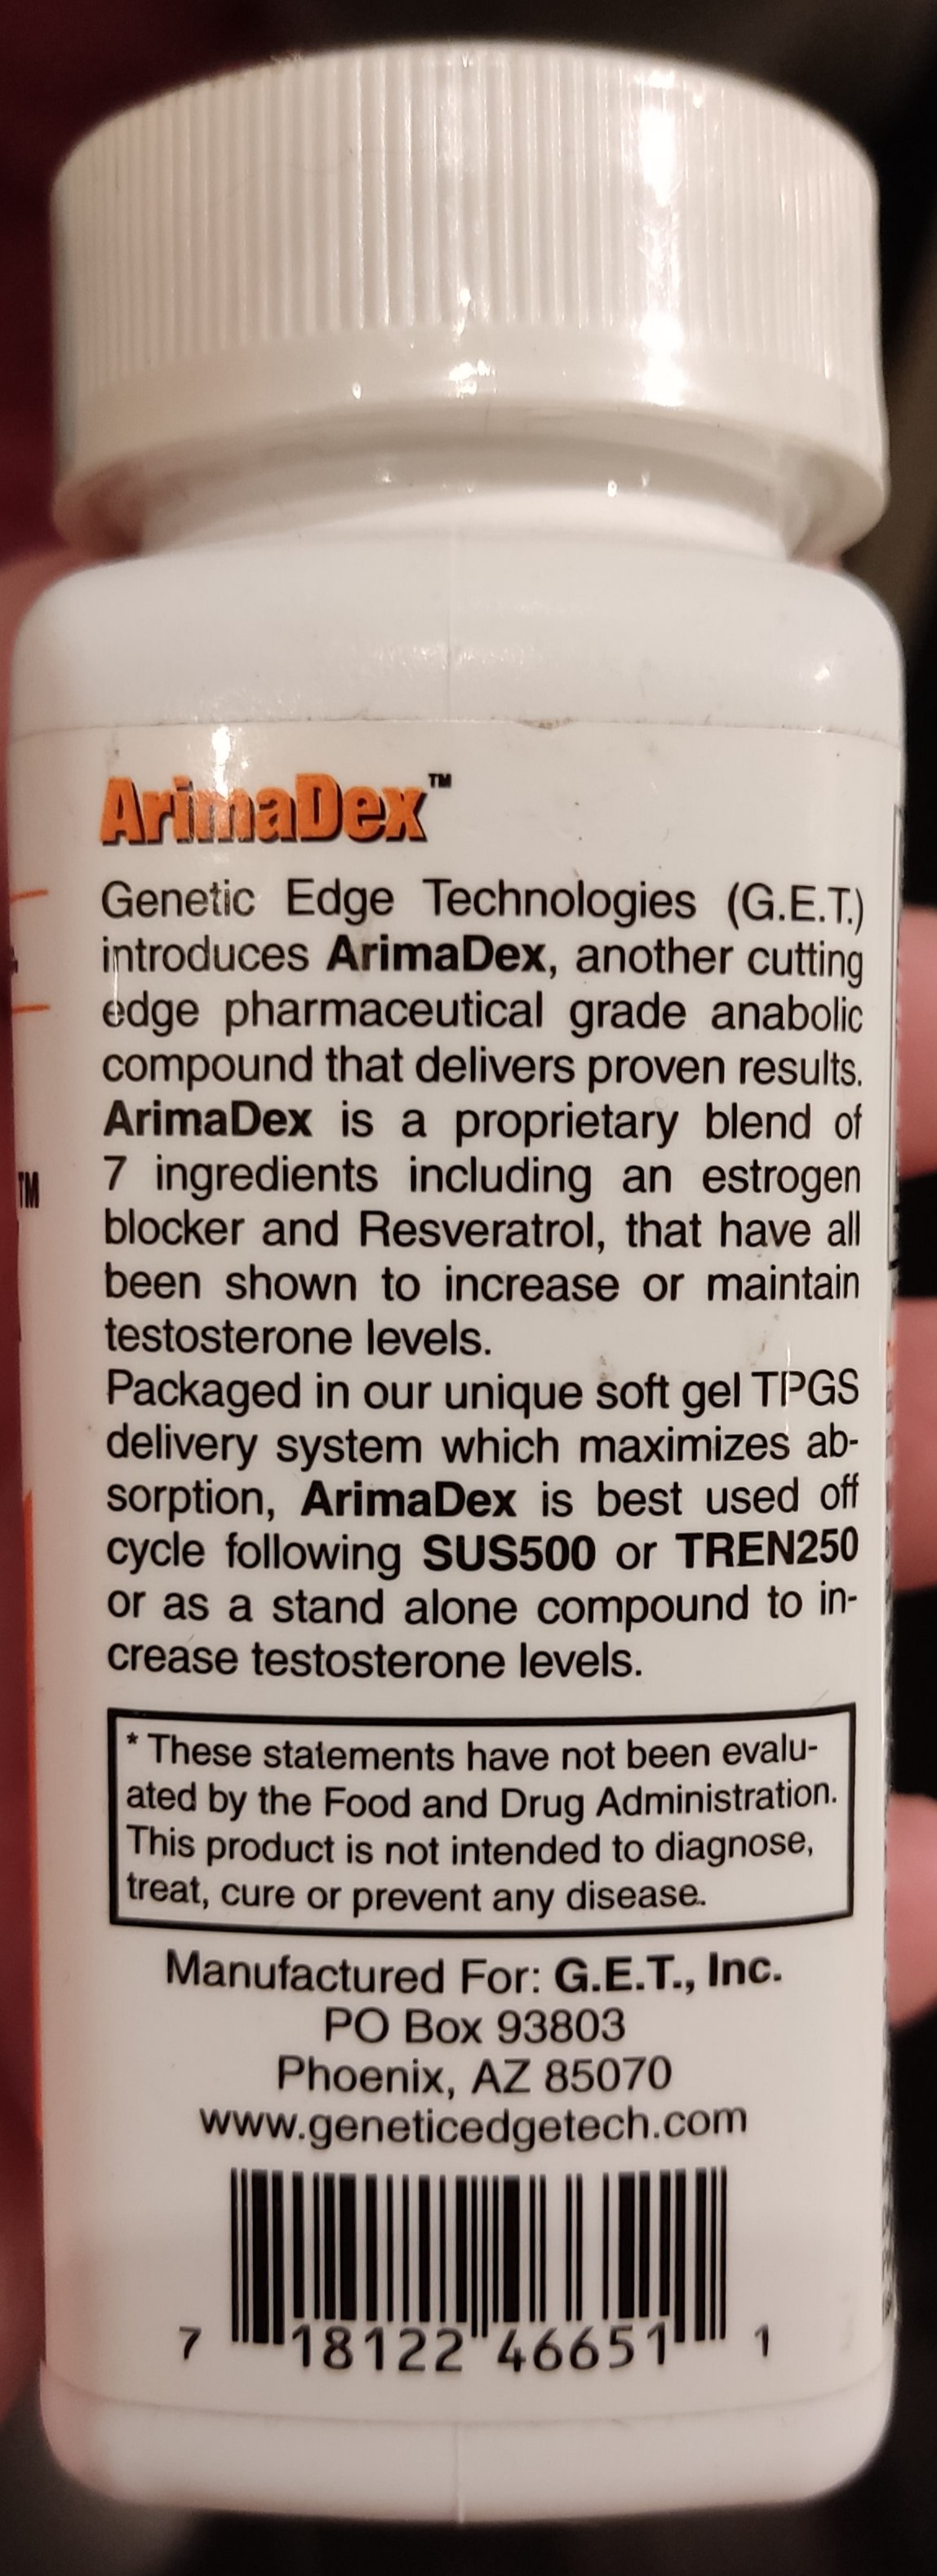 ArimaDex™
Genetic Edge Technologies (G.E.T.)
introduces ArimaDex, another cutting
edge pharmaceutical grade anabolic
compound that delivers proven results.
ArimaDex is a proprietary blend of
7 ingredients including an estrogen
blocker and Resveratrol, that have all
been shown to increase or maintain
testosterone levels.
Packaged in our unique soft gel TPGS
delivery system which maximizes ab-
sorption, ArimaDex is best used off
cycle following SUS500 or TREN250
or as a stand alone compound to in-
crease testosterone levels.
* These statements have not been evalu-
ated by the Food and Drug Administration.
This product is not intended to diagnose,
treat, cure or prevent any disease.
Manufactured For: G.E.T., Inc.
PO Box 93803
Phoenix, AZ 85070
www.geneticedgetech.com
7 18122 46651 1
TM